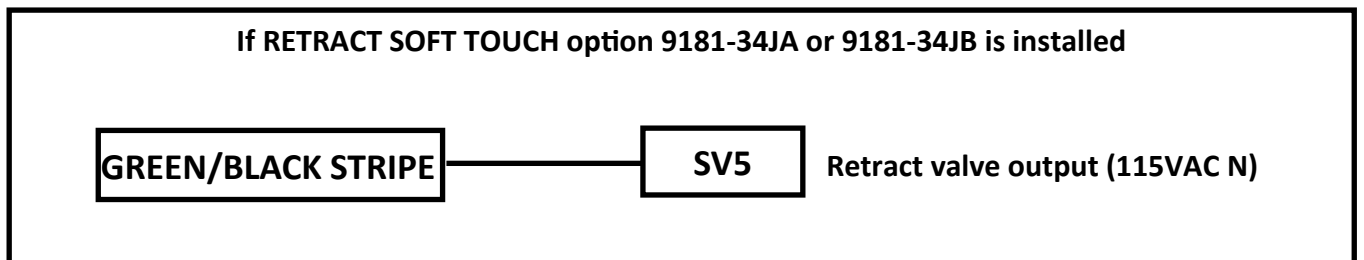 If RETRACT SOFT TOUCH option 9181-34JA or 9181-34JB is installed
GREEN/BLACK STRIPE SV5 Retract valve output (115VAC N)